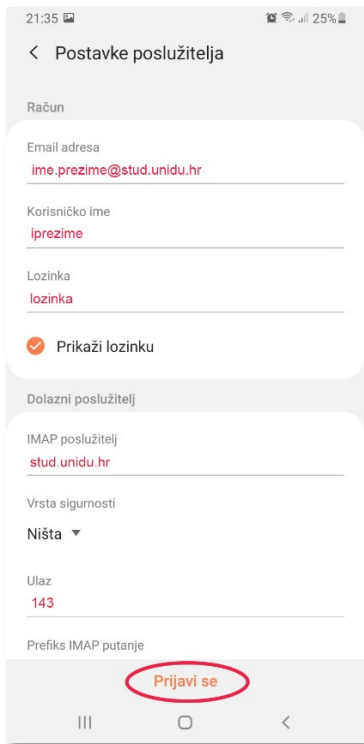 21:35 25%
Postavke poslužitelja
Račun
Email adresa
ime.prezime@stud.unidu.hr
Korisničko ime
iprezime
Lozinka
lozinka
Prikaži lozinku
Dolazni poslužitelj
IMAP poslužitelj
stud.unidu.hr
Vrsta sigurnosti
Ništa
Ulaz
143
Prefiks IMAP putanje
Prijavi se